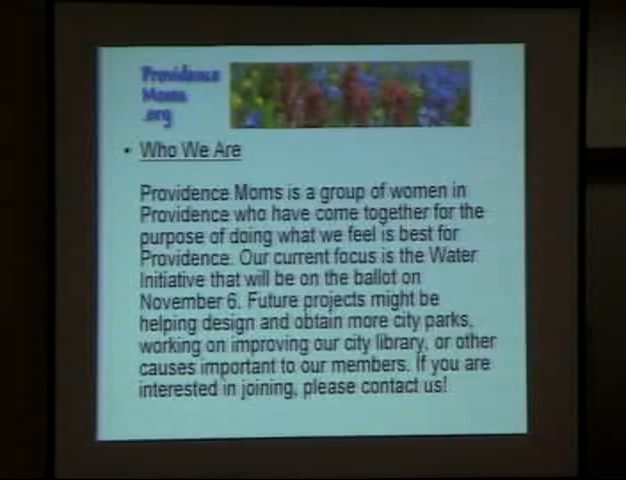 Providence
Moms
.org
• Who We Are
Providence Moms is a group of women in
Providence who have come together for the
purpose of doing what we feel is best for
Providence. Our current focus is the Water
Initiative that will be on the ballot on
November 6. Future projects might be
helping design and obtain more city parks,
working on improving our city library, or other
causes important to our members. If you are
interested in joining, please contact us!